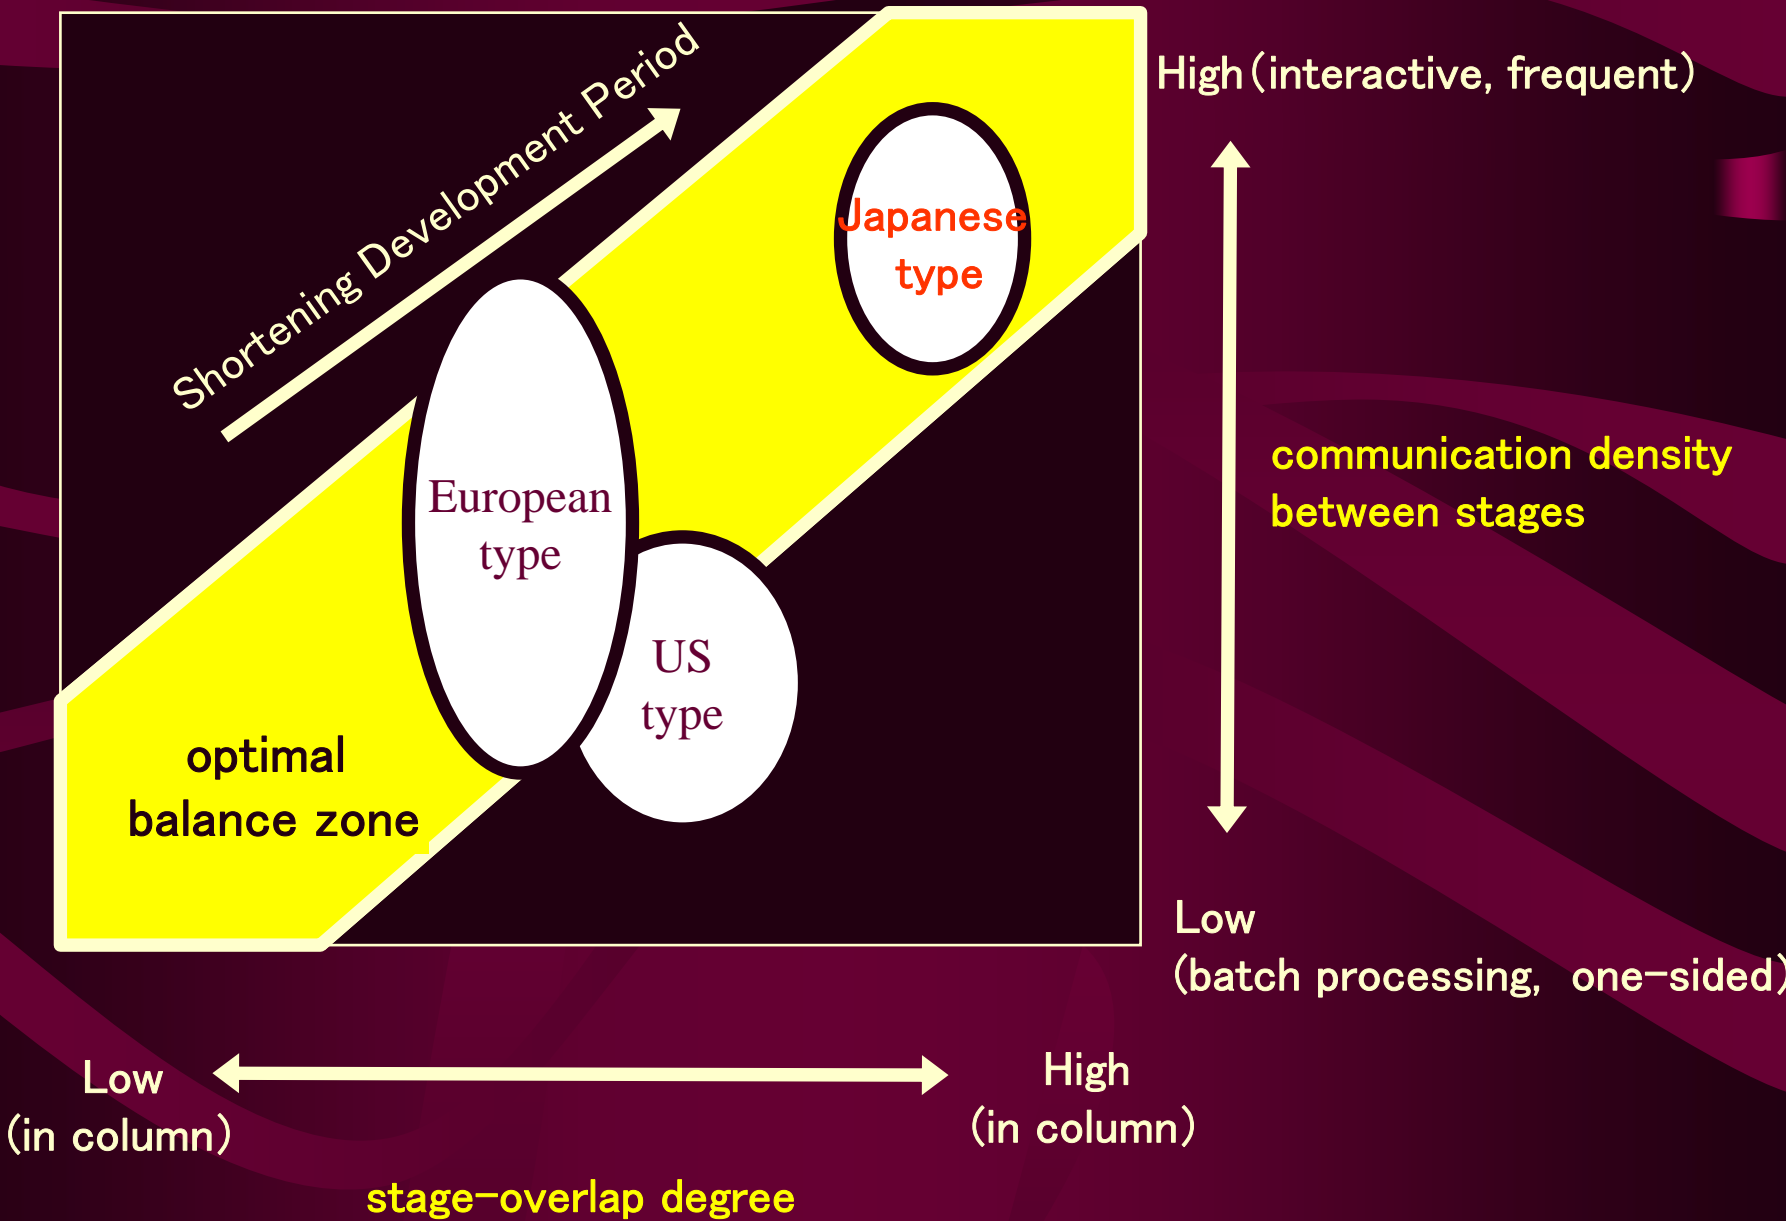 Shortening Development Period
High(interactive, frequent)
Japanese
type
European
type
communication density
between stages
US
type
optimal
balance zone
Low
(batch processing, one-sided)
Low
(in column)
High
(in column)
stage-overlap degree